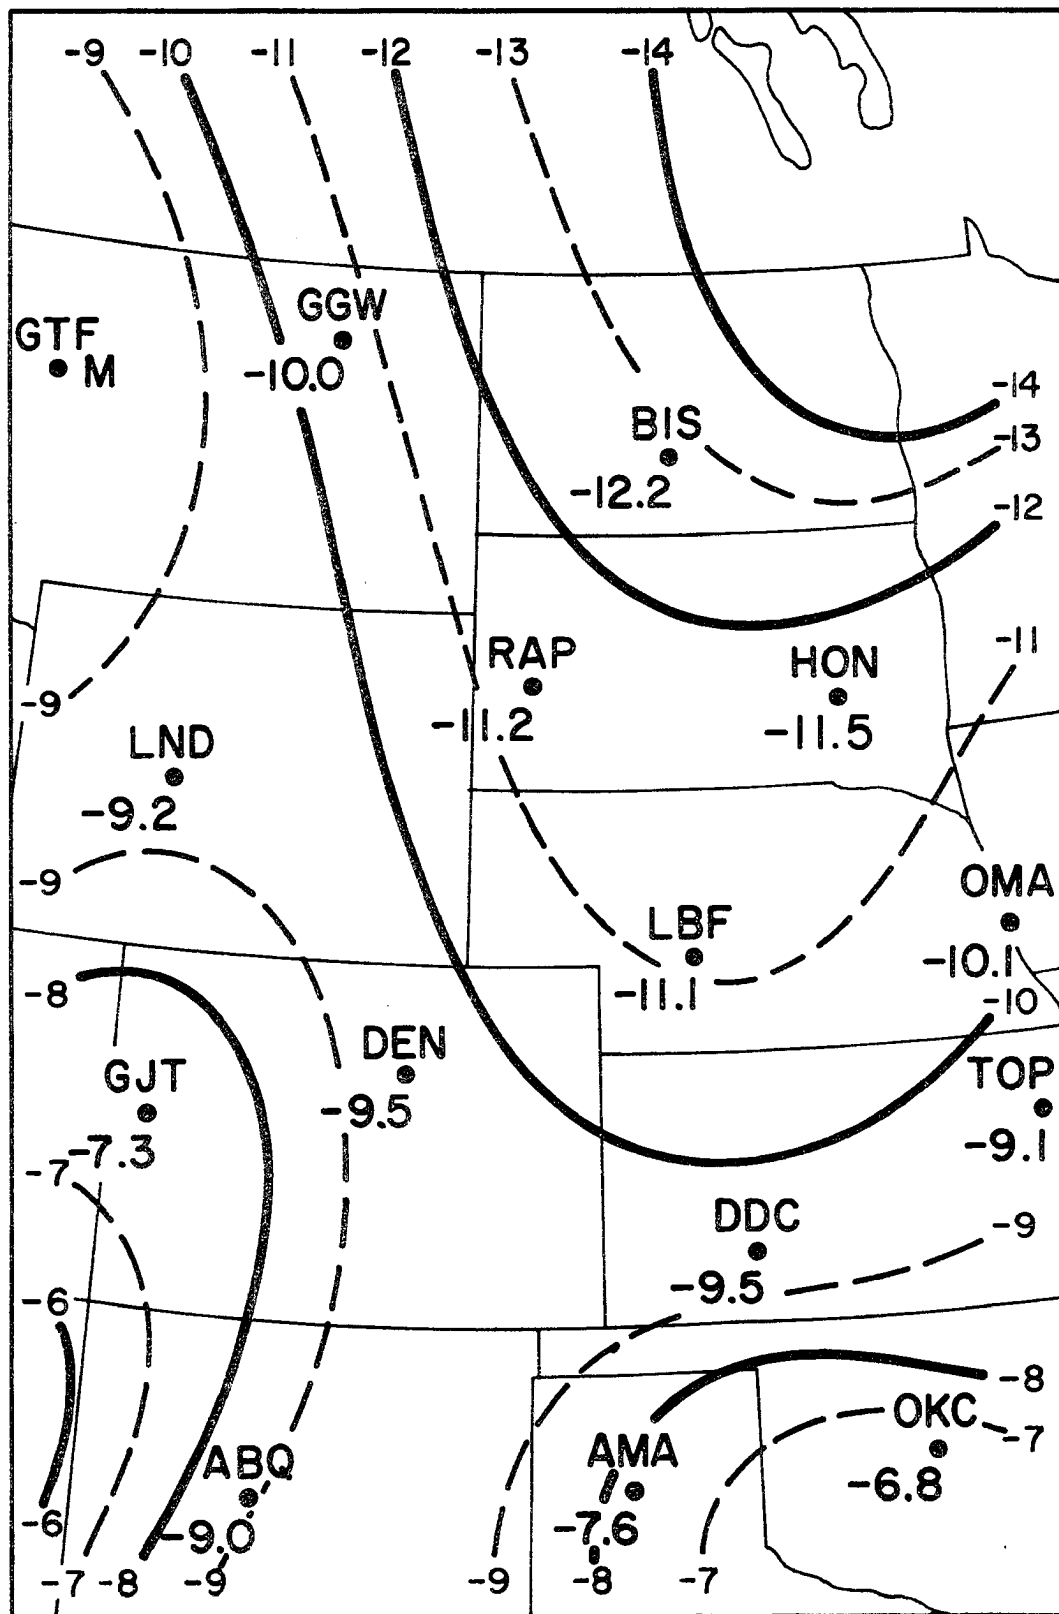 -9 -10 -11 -12 -13 -14
GGW
GTF
M
-10.0
-14
BIS
-13
-12.2
-12
RAP
HON
-11
-9
-11.2
-11.5
LND
-9.2
-9
OMA
LBF
-10.1
-8
-11.1
-10
DEN
GJT
TOP
-9.5
-7.3
-9.1
-7
DDC
-9
-9.5
-6
-8
OKC
-7
AMA
ABQ
-6.8
-6
-9.0
-7.6
-7 -8 -9 -9 -8 -7